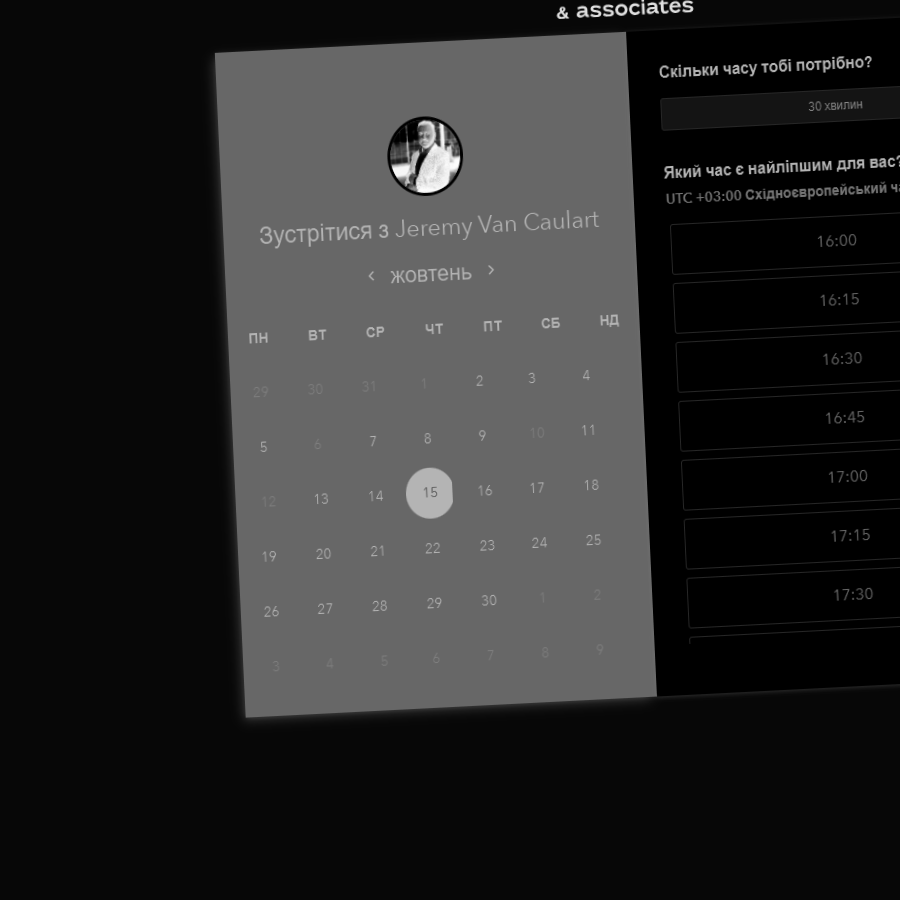 & associates
Зустрітися з Jeremy Van Caulart
‹ жовтень ›
ПН ВТ СР ЧТ ПТ СБ НД
29 30 31 1 2 3 4
5 6 7 8 9 10 11
12 13 14 15 16 17 18
19 20 21 22 23 24 25
26 27 28 29 30 1 2
3 4 5 6 7 8 9
Скільки часу тобі потрібно?
30 хвилин
Який час є найліпшим для вас?
UTC +03:00 Східноєвропейський
16:00
16:15
16:30
16:45
17:00
17:15
17:30